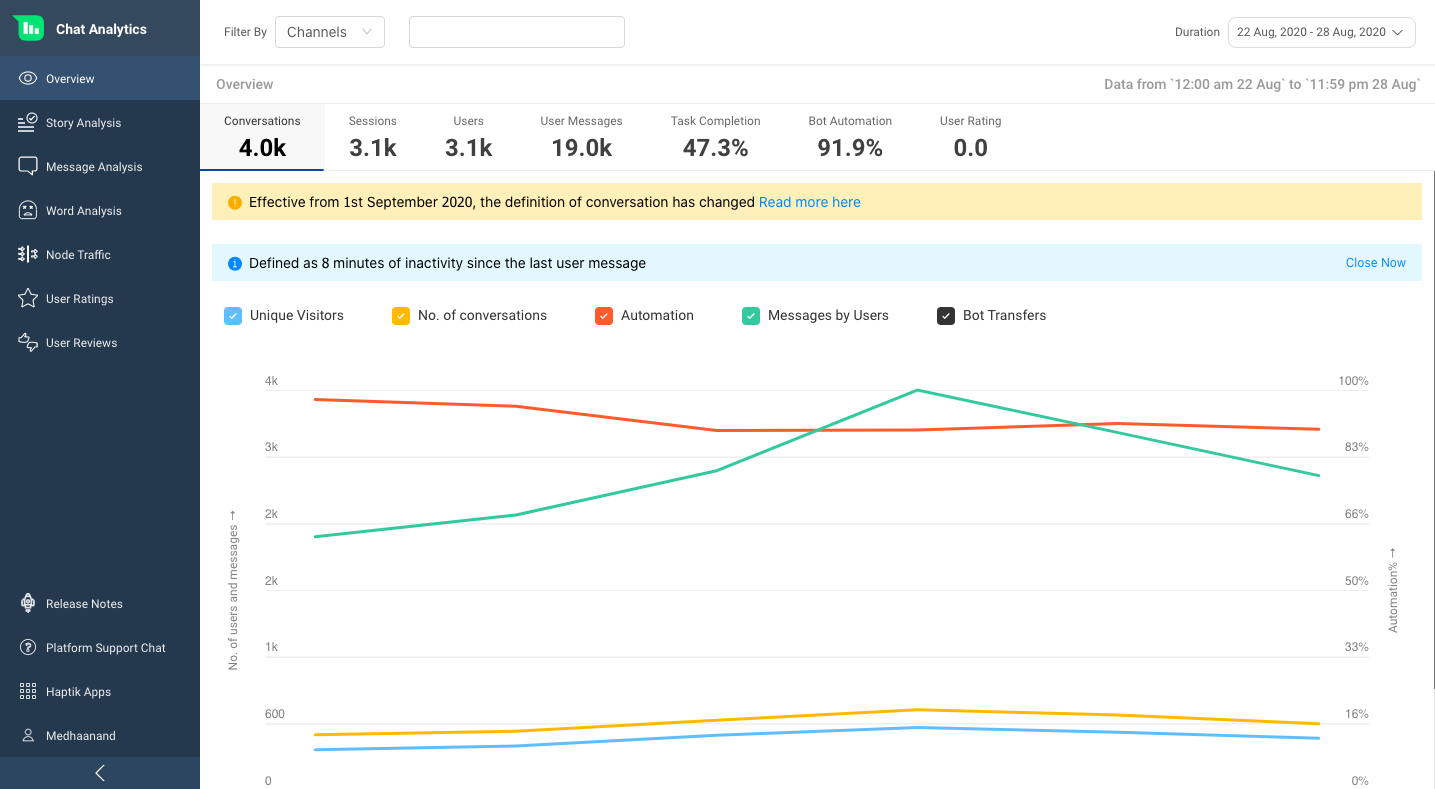 Chat Analytics
Overview
Story Analysis
Message Analysis
Word Analysis
Node Traffic
User Ratings
User Reviews
Release Notes
Platform Support Chat
Haptik Apps
Medhaanand
Filter By Channels
Duration 22 Aug, 2020 - 28 Aug, 2020
Overview Data from `12:00 am 22 Aug` to `11:59 pm 28 Aug`
Conversations Sessions Users User Messages Task Completion Bot Automation User Rating
4.0k 3.1k 3.1k 19.0k 47.3% 91.9% 0.0
Effective from 1st September 2020, the definition of conversation has changed Read more here
Defined as 8 minutes of inactivity since the last user message Close Now
Unique Visitors No. of conversations Automation Messages by Users Bot Transfers
4k 100%
3k 83%
2k 66%
2k 50%
1k 33%
600 16%
0 0%
No. of users and messages →
Automation% →